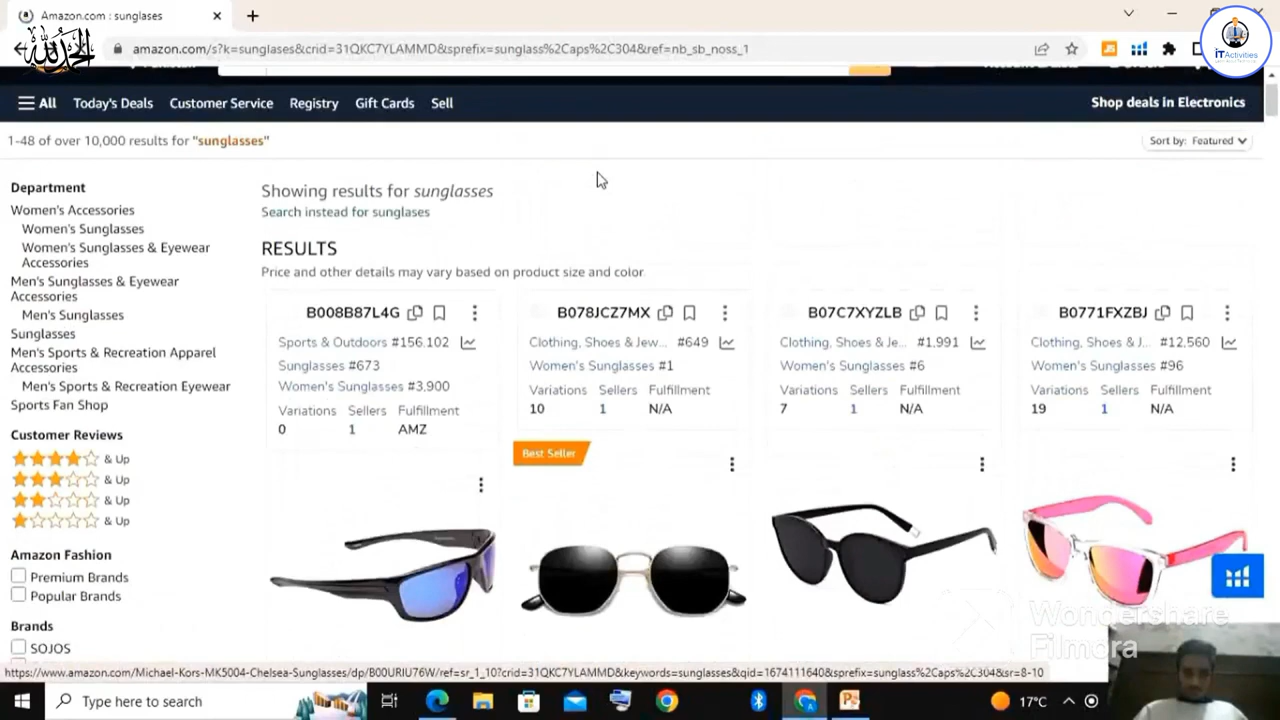 Amazon.com : sunglases
amazon.com/s?k=sunglases&crid=31QKC7YLAMMD&sprefix=sunglass%2Caps%2C304&ref=nb_sb_noss_1
iT Activities
All Today's Deals Customer Service Registry Gift Cards Sell
Shop deals in Electronics
1-48 of over 10,000 results for "sunglasses"
Sort by: Featured
Department
Women's Accessories
Women's Sunglasses
Women's Sunglasses & Eyewear
Accessories
Men's Sunglasses & Eyewear
Accessories
Men's Sunglasses
Sunglasses
Men's Sports & Recreation Apparel
Accessories
Men's Sports & Recreation Eyewear
Sports Fan Shop
Customer Reviews
& Up
& Up
& Up
& Up
Amazon Fashion
Premium Brands
Popular Brands
Brands
SOJOS
Showing results for sunglasses
Search instead for sunglases
RESULTS
Price and other details may vary based on product size and color
B008B87L4G
Sports & Outdoors #156,102
Sunglasses #673
Women's Sunglasses #3,900
Variations Sellers Fulfillment
0 1 AMZ
B078JCZ7MX
Clothing, Shoes & Jew... #649
Women's Sunglasses #1
Variations Sellers Fulfillment
10 1 N/A
Best Seller
B07C7XYZLB
Clothing, Shoes & Je... #1,991
Women's Sunglasses #6
Variations Sellers Fulfillment
7 1 N/A
B0771FXZBJ
Clothing, Shoes & J... #12,560
Women's Sunglasses #96
Variations Sellers Fulfillment
19 1 N/A
Wondershare
Filmora
https://www.amazon.com/Michael-Kors-MK5004-Chelsea-Sunglasses/dp/B00URIU76W/ref=sr_1_10?crid=31QKC7YLAMMD&keywords=sunglasses&qid=1674111640&sprefix=sunglass%2Caps%2C304&sr=8-10
Type here to search
17°C